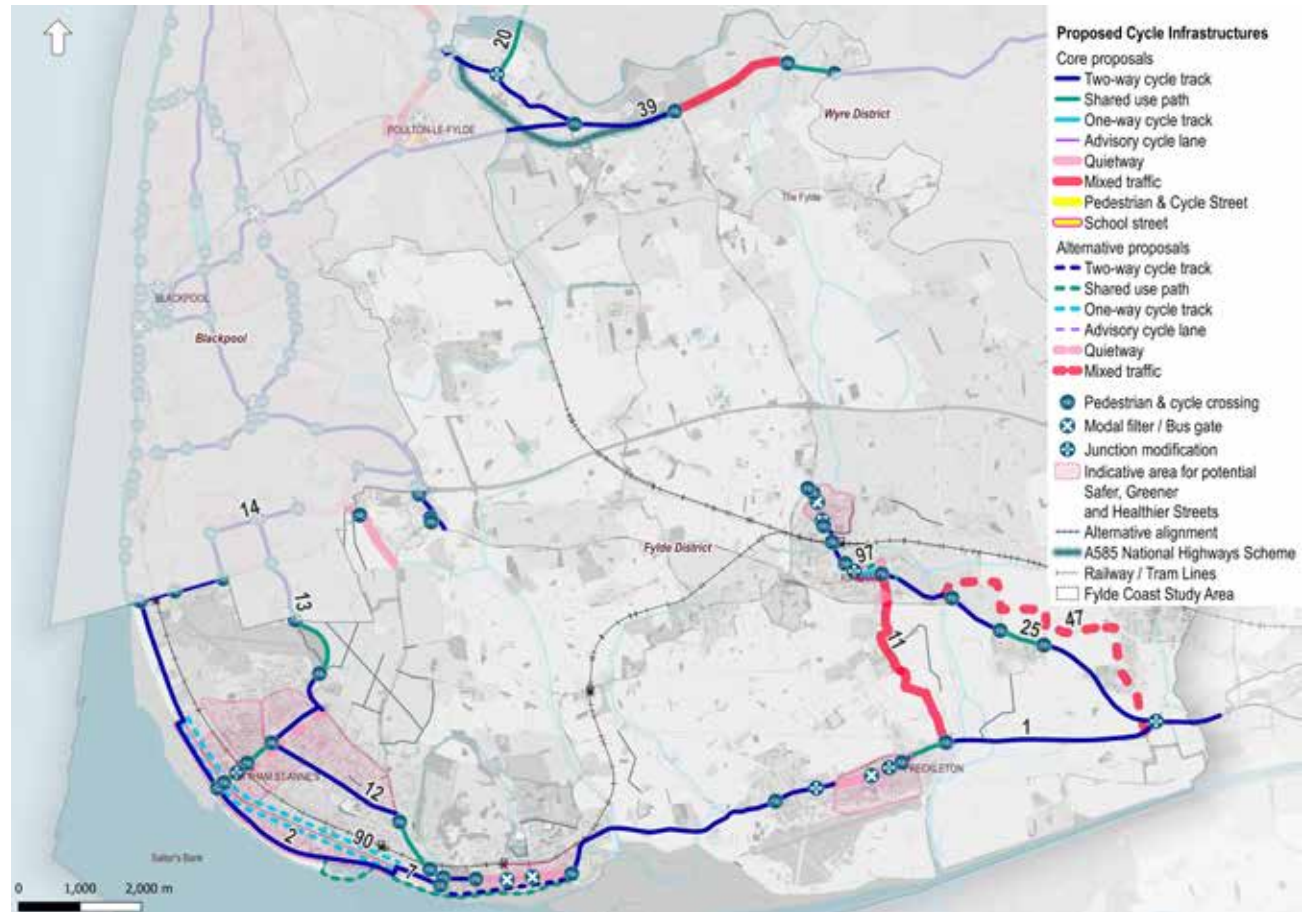 Proposed Cycle Infrastructures
Core proposals
Two-way cycle track
Shared use path
One-way cycle track
Advisory cycle lane
Quietway
Mixed traffic
Pedestrian & Cycle Street
School street
Alternative proposals
Two-way cycle track
Shared use path
One-way cycle track
Advisory cycle lane
Quietway
Mixed traffic
Pedestrian & cycle crossing
Modal filter / Bus gate
Junction modification
Indicative area for potential
Safer, Greener
and Healthier Streets
Alternative alignment
A585 National Highways Scheme
Railway / Tram Lines
Fylde Coast Study Area
20
39
POULTON-LE-FYLDE
Wyre District
The Fylde
BLACKPOOL
Blackpool
14
Fylde District
97
13
47
25
11
1
12
90
2
7
Salter's Bank
0 1,000 2,000 m